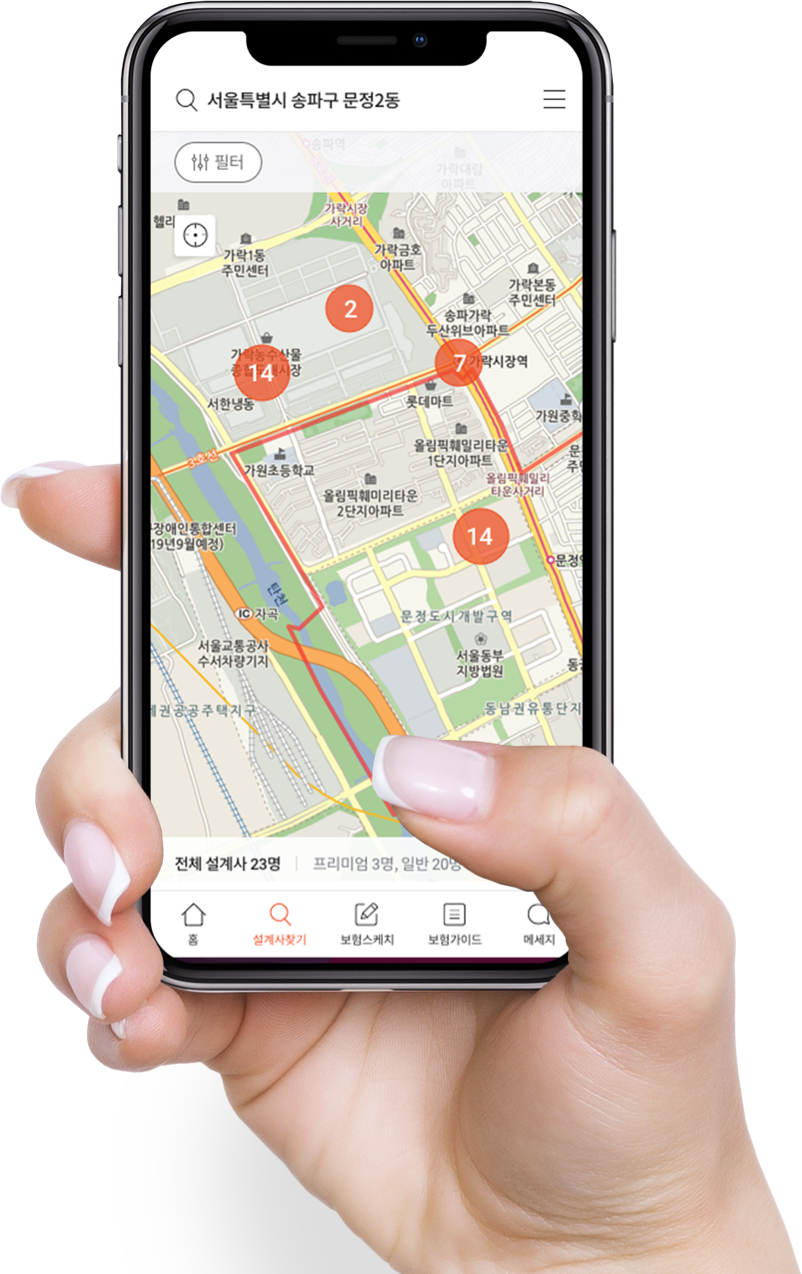 서울특별시 송파구 문정2동
필터
송파역
가락대림
아파트
가락시장
사거리
헬리
가락1동
주민센터
가락금호
아파트
가락본동
주민센터
2
송파가락
두산위브아파트
7
가락시장역
가락농수산물
14
서한냉동
롯데마트
가원중학
3호선
가원초등학교
올림픽훼밀리타운
1단지아파트
올림픽훼밀리
타운사거리
올림픽훼미리타운
2단지아파트
장애인통합센터
19년9월예정)
14
탄천
IC 자곡
문정도시개발구역
서울교통공사
수서차량기지
서울동부
지방법원
권공공주택지구
동남권유통단지
전체 설계사 23명
프리미엄 3명, 일반 20명
홈
설계사찾기
보험스케치
보험가이드
메세지